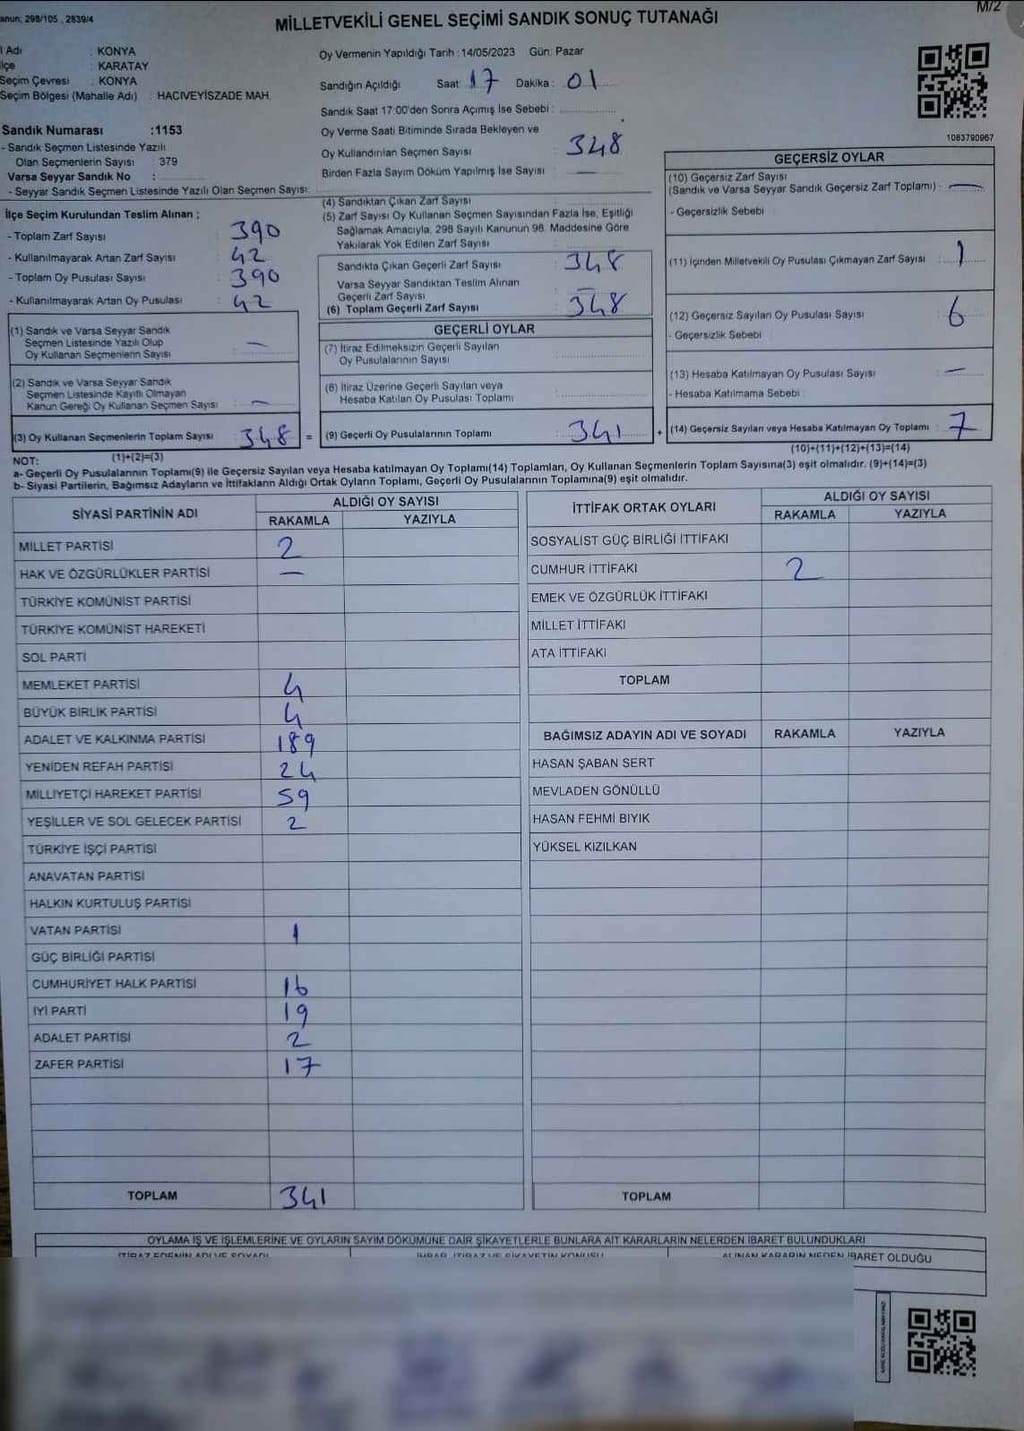 anun; 298/105 , 2839/4
MİLLETVEKİLİ GENEL SEÇİMİ SANDIK SONUÇ TUTANAĞI
M/2
l Adı : KONYA
lçe : KARATAY
Seçim Çevresi : KONYA
Seçim Bölgesi (Mahalle Adı) : HACIVEYİSZADE MAH.
Sandık Numarası :1153
- Sandık Seçmen Listesinde Yazılı
Olan Seçmenlerin Sayısı : 379
Varsa Seyyar Sandık No :
- Seyyar Sandık Seçmen Listesinde Yazılı Olan Seçmen Sayısı:
İlçe Seçim Kurulundan Teslim Alınan ;
- Toplam Zarf Sayısı : 390
- Kullanılmayarak Artan Zarf Sayısı : 42
- Toplam Oy Pusulası Sayısı : 390
- Kullanılmayarak Artan Oy Pusulası : 42
(1) Sandık ve Varsa Seyyar Sandık
Seçmen Listesinde Yazılı Olup
Oy Kullanan Seçmenlerin Sayısı : —
(2) Sandık ve Varsa Seyyar Sandık
Seçmen Listesinde Kayıtlı Olmayan
Kanun Gereği Oy Kullanan Seçmen Sayısı : —
(3) Oy Kullanan Seçmenlerin Toplam Sayısı : 348 =
Oy Vermenin Yapıldığı Tarih : 14/05/2023 Gün: Pazar
Sandığın Açıldığı Saat 17 Dakika : 01
Sandık Saat 17:00'den Sonra Açımış İse Sebebi :
Oy Verme Saati Bitiminde Sırada Bekleyen ve
Oy Kullandırılan Seçmen Sayısı : 348
Birden Fazla Sayım Döküm Yapılmış İse Sayısı : —
(4) Sandıktan Çıkan Zarf Sayısı :
(5) Zarf Sayısı Oy Kullanan Seçmen Sayısından Fazla İse, Eşitliği
Sağlamak Amacıyla, 298 Sayılı Kanunun 98. Maddesine Göre
Yakılarak Yok Edilen Zarf Sayısı :
Sandıkta Çıkan Geçerli Zarf Sayısı : 348
Varsa Seyyar Sandıktan Teslim Alınan
Geçerli Zarf Sayısı : —
(6) Toplam Geçerli Zarf Sayısı : 348
GEÇERLİ OYLAR
(7) İtiraz Edilmeksizin Geçerli Sayılan
Oy Pusulalarının Sayısı :
(8) İtiraz Üzerine Geçerli Sayılan veya
Hesaba Katılan Oy Pusulası Toplamı :
(9) Geçerli Oy Pusulalarının Toplamı : 341 +
1083790967
GEÇERSİZ OYLAR
(10) Geçersiz Zarf Sayısı
(Sandık ve Varsa Seyyar Sandık Geçersiz Zarf Toplamı) : —
- Geçersizlik Sebebi :
(11) İçinden Milletvekili Oy Pusulası Çıkmayan Zarf Sayısı : 1
(12) Geçersiz Sayılan Oy Pusulası Sayısı : 6
- Geçersizlik Sebebi :
(13) Hesaba Katılmayan Oy Pusulası Sayısı : —
- Hesaba Katılmama Sebebi :
(14) Geçersiz Sayılan veya Hesaba Katılmayan Oy Toplamı : 7
NOT: (1)+(2)=(3) (10)+(11)+(12)+(13)=(14)
a- Geçerli Oy Pusulalarının Toplamı(9) ile Geçersiz Sayılan veya Hesaba katılmayan Oy Toplamı(14) Toplamları, Oy Kullanan Seçmenlerin Toplam Sayısına(3) eşit olmalıdır. (9)+(14)=(3)
b- Siyasi Partilerin, Bağımsız Adayların ve İttifakların Aldığı Ortak Oyların Toplamı, Geçerli Oy Pusulalarının Toplamına(9) eşit olmalıdır.
SİYASİ PARTİNİN ADI ALDIĞI OY SAYISI
RAKAMLA YAZIYLA
MİLLET PARTİSİ 2
HAK VE ÖZGÜRLÜKLER PARTİSİ —
TÜRKİYE KOMÜNİST PARTİSİ
TÜRKİYE KOMÜNİST HAREKETİ
SOL PARTİ
MEMLEKET PARTİSİ 4
BÜYÜK BİRLİK PARTİSİ 4
ADALET VE KALKINMA PARTİSİ 189
YENİDEN REFAH PARTİSİ 24
MİLLİYETÇİ HAREKET PARTİSİ 59
YEŞİLLER VE SOL GELECEK PARTİSİ 2
TÜRKİYE İŞÇİ PARTİSİ
ANAVATAN PARTİSİ
HALKIN KURTULUŞ PARTİSİ
VATAN PARTİSİ 1
GÜÇ BİRLİĞİ PARTİSİ
CUMHURİYET HALK PARTİSİ 16
İYİ PARTİ 19
ADALET PARTİSİ 2
ZAFER PARTİSİ 17
TOPLAM 341
İTTİFAK ORTAK OYLARI ALDIĞI OY SAYISI
RAKAMLA YAZIYLA
SOSYALİST GÜÇ BİRLİĞİ İTTİFAKI
CUMHUR İTTİFAKI 2
EMEK VE ÖZGÜRLÜK İTTİFAKI
MİLLET İTTİFAKI
ATA İTTİFAKI
TOPLAM
BAĞIMSIZ ADAYIN ADI VE SOYADI RAKAMLA YAZIYLA
HASAN ŞABAN SERT
MEVLADEN GÖNÜLLÜ
HASAN FEHMİ BIYIK
YÜKSEL KIZILKAN
TOPLAM
OYLAMA İŞ VE İŞLEMLERİNE VE OYLARIN SAYIM DÖKÜMÜNE DAİR ŞİKAYETLERLE BUNLARA AİT KARARLARIN NELERDEN İBARET BULUNDUKLARI
İTİRAZ EDENİN ADI VE SOYADI İHBAR, İTİRAZ VE ŞİKAYETİN KONUSU ALINAN KARARIN NEDEN İBARET OLDUĞU